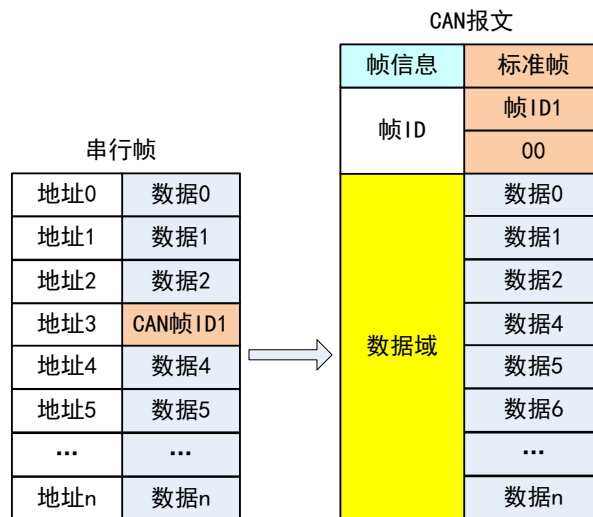 串行帧
地址0 数据0
地址1 数据1
地址2 数据2
地址3 CAN帧ID1
地址4 数据4
地址5 数据5
… …
地址n 数据n
CAN报文
帧信息 标准帧
帧ID 帧ID1
00
数据域 数据0
数据1
数据2
数据4
数据5
数据6
…
数据n